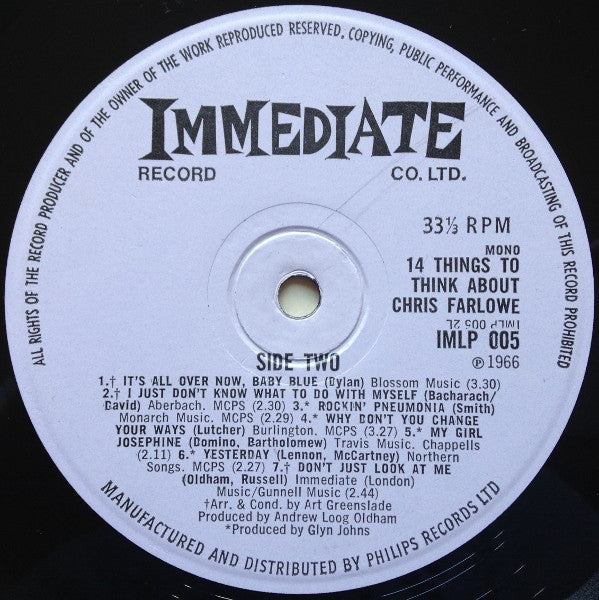 ALL RIGHTS OF THE RECORD PRODUCER AND OF THE OWNER OF THE WORK REPRODUCED RESERVED. COPYING, PUBLIC PERFORMANCE AND BROADCASTING OF THIS RECORD PROHIBITED
IMMEDIATE
RECORD CO. LTD.
33⅓ RPM
MONO
14 THINGS TO
THINK ABOUT
CHRIS FARLOWE
IMLP 005 2L
IMLP 005
℗ 1966
SIDE TWO
1.† IT'S ALL OVER NOW, BABY BLUE (Dylan) Blossom Music (3.30)
2.† I JUST DON'T KNOW WHAT TO DO WITH MYSELF (Bacharach/
David) Aberbach. MCPS (2.30) 3.* ROCKIN' PNEUMONIA (Smith)
Monarch Music. MCPS (2.29) 4.* WHY DON'T YOU CHANGE
YOUR WAYS (Lutcher) Burlington. MCPS (3.27) 5.* MY GIRL
JOSEPHINE (Domino, Bartholomew) Travis Music. Chappells
(2.11) 6.* YESTERDAY (Lennon, McCartney) Northern
Songs. MCPS (2.27) 7.† DON'T JUST LOOK AT ME
(Oldham, Russell) Immediate (London)
Music/Gunnell Music (2.44)
†Arr. & Cond. by Art Greenslade
Produced by Andrew Loog Oldham
*Produced by Glyn Johns
MANUFACTURED AND DISTRIBUTED BY PHILIPS RECORDS LTD